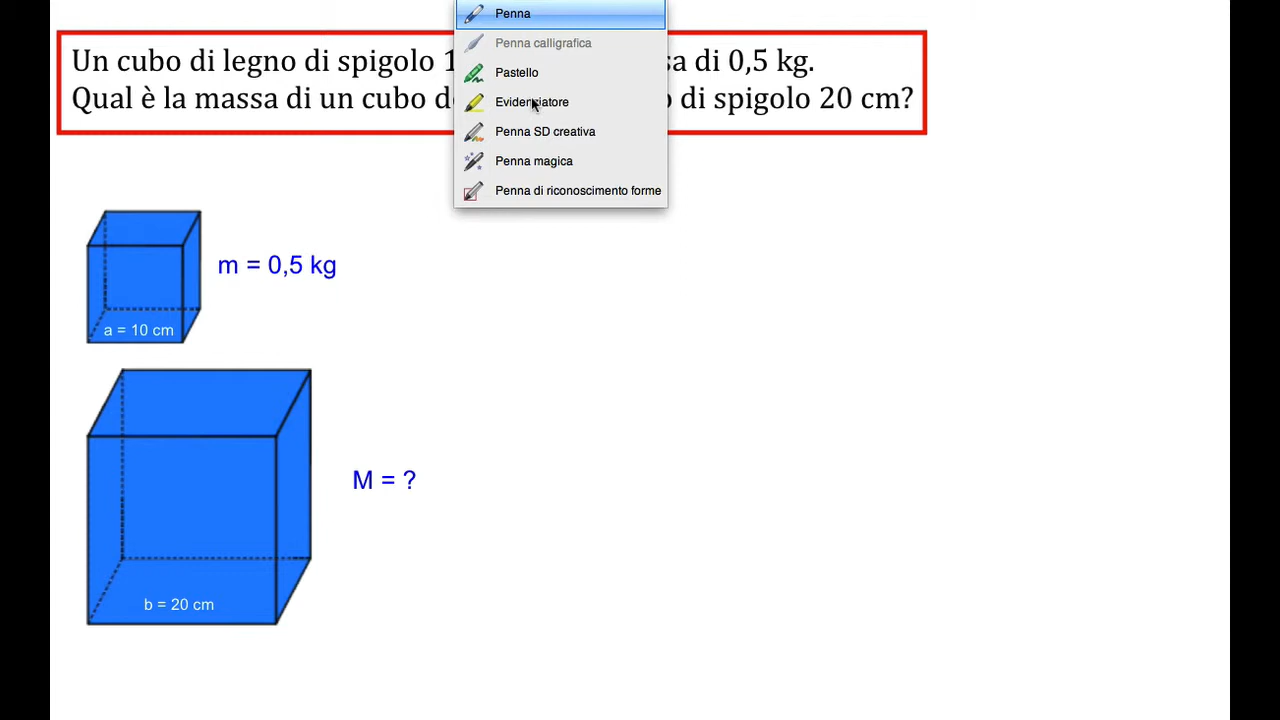 Penna
Penna calligrafica
Pastello
Evidenziatore
Penna SD creativa
Penna magica
Penna di riconoscimento forme
Un cubo di legno di spigolo di 0,5 kg.
Qual è la massa di un cubo di spigolo 20 cm?
m = 0,5 kg
a = 10 cm
M = ?
b = 20 cm